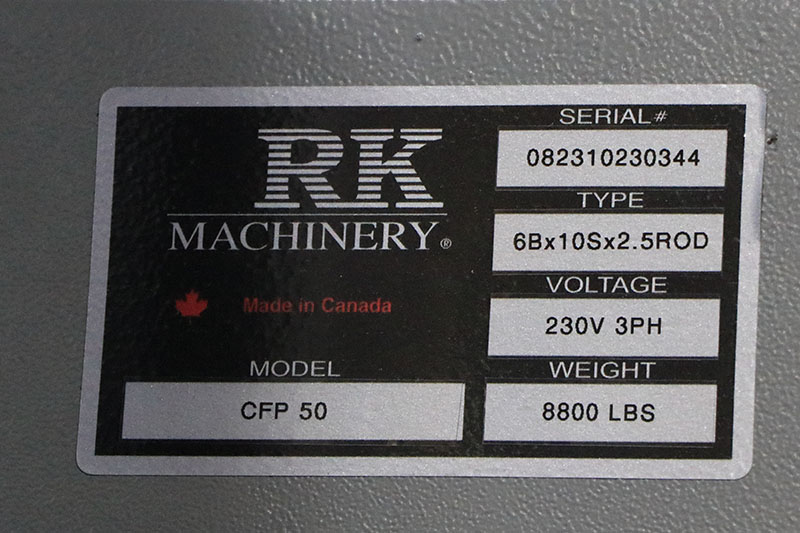 RK
MACHINERY®
Made in Canada
MODEL
CFP 50
SERIAL#
082310230344
TYPE
6Bx10Sx2.5ROD
VOLTAGE
230V 3PH
WEIGHT
8800 LBS